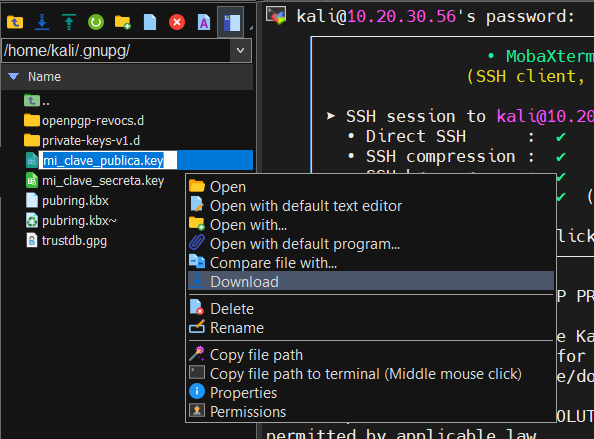 /home/kali/.gnupg/
Name
..
openpgp-revocs.d
private-keys-v1.d
mi_clave_publica.key
mi_clave_secreta.key
pubring.kbx
pubring.kbx~
trustdb.gpg
Open
Open with default text editor
Open with...
Open with default program...
Compare file with...
Download
Delete
Rename
Copy file path
Copy file path to terminal (Middle mouse click)
Properties
Permissions
kali@10.20.30.56's password:
• MobaXterm
(SSH client,
➤ SSH session to kali@10.20
• Direct SSH : ✔
• SSH compression : ✔
✔
✔ (
lick
P PR
e Ka
for
e/do
SOLUT
permitted by applicable law.